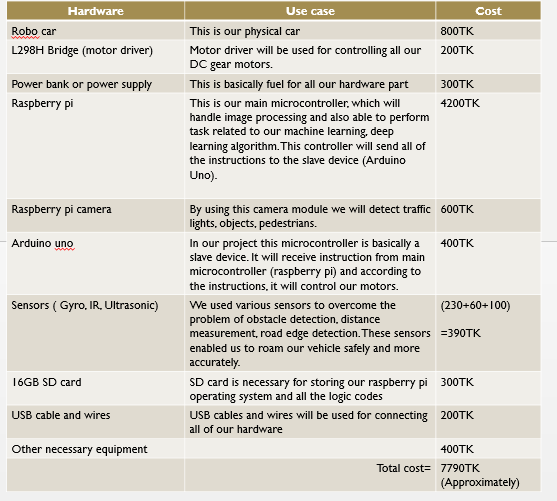 Hardware Use case Cost
Robo car This is our physical car 800TK
L298H Bridge (motor driver) Motor driver will be used for controlling all our 200TK
DC gear motors.
Power bank or power supply This is basically fuel for all our hardware part 300TK
Raspberry pi This is our main microcontroller, which will 4200TK
handle image processing and also able to perform
task related to our machine learning, deep
learning algorithm. This controller will send all of
the instructions to the slave device (Arduino
Uno).
Raspberry pi camera By using this camera module we will detect traffic 600TK
lights, objects, pedestrians.
Arduino uno In our project this microcontroller is basically a 400TK
slave device. It will receive instruction from main
microcontroller (raspberry pi) and according to
the instructions, it will control our motors.
Sensors ( Gyro, IR, Ultrasonic) We used various sensors to overcome the (230+60+100)
problem of obstacle detection, distance
measurement, road edge detection. These sensors =390TK
enabled us to roam our vehicle safely and more
accurately.
16GB SD card SD card is necessary for storing our raspberry pi 300TK
operating system and all the logic codes
USB cable and wires USB cables and wires will be used for connecting 200TK
all of our hardware
Other necessary equipment 400TK
Total cost= 7790TK
(Approximately)